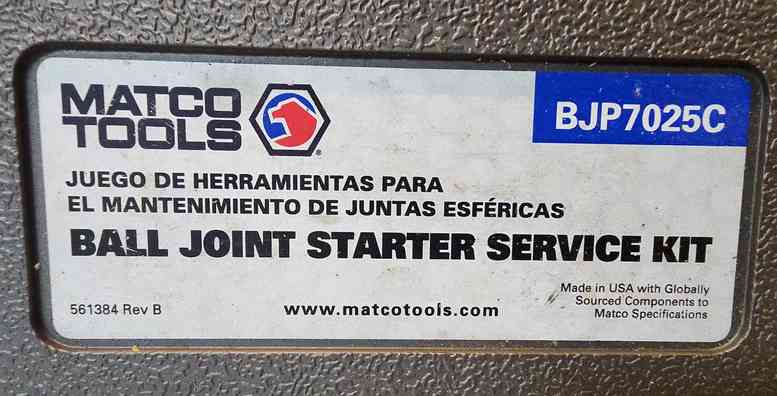 MATCO
TOOLS
®
BJP7025C
JUEGO DE HERRAMIENTAS PARA
EL MANTENIMIENTO DE JUNTAS ESFÉRICAS
BALL JOINT STARTER SERVICE KIT
561384 Rev B
www.matcotools.com
Made in USA with Globally
Sourced Components to
Matco Specifications